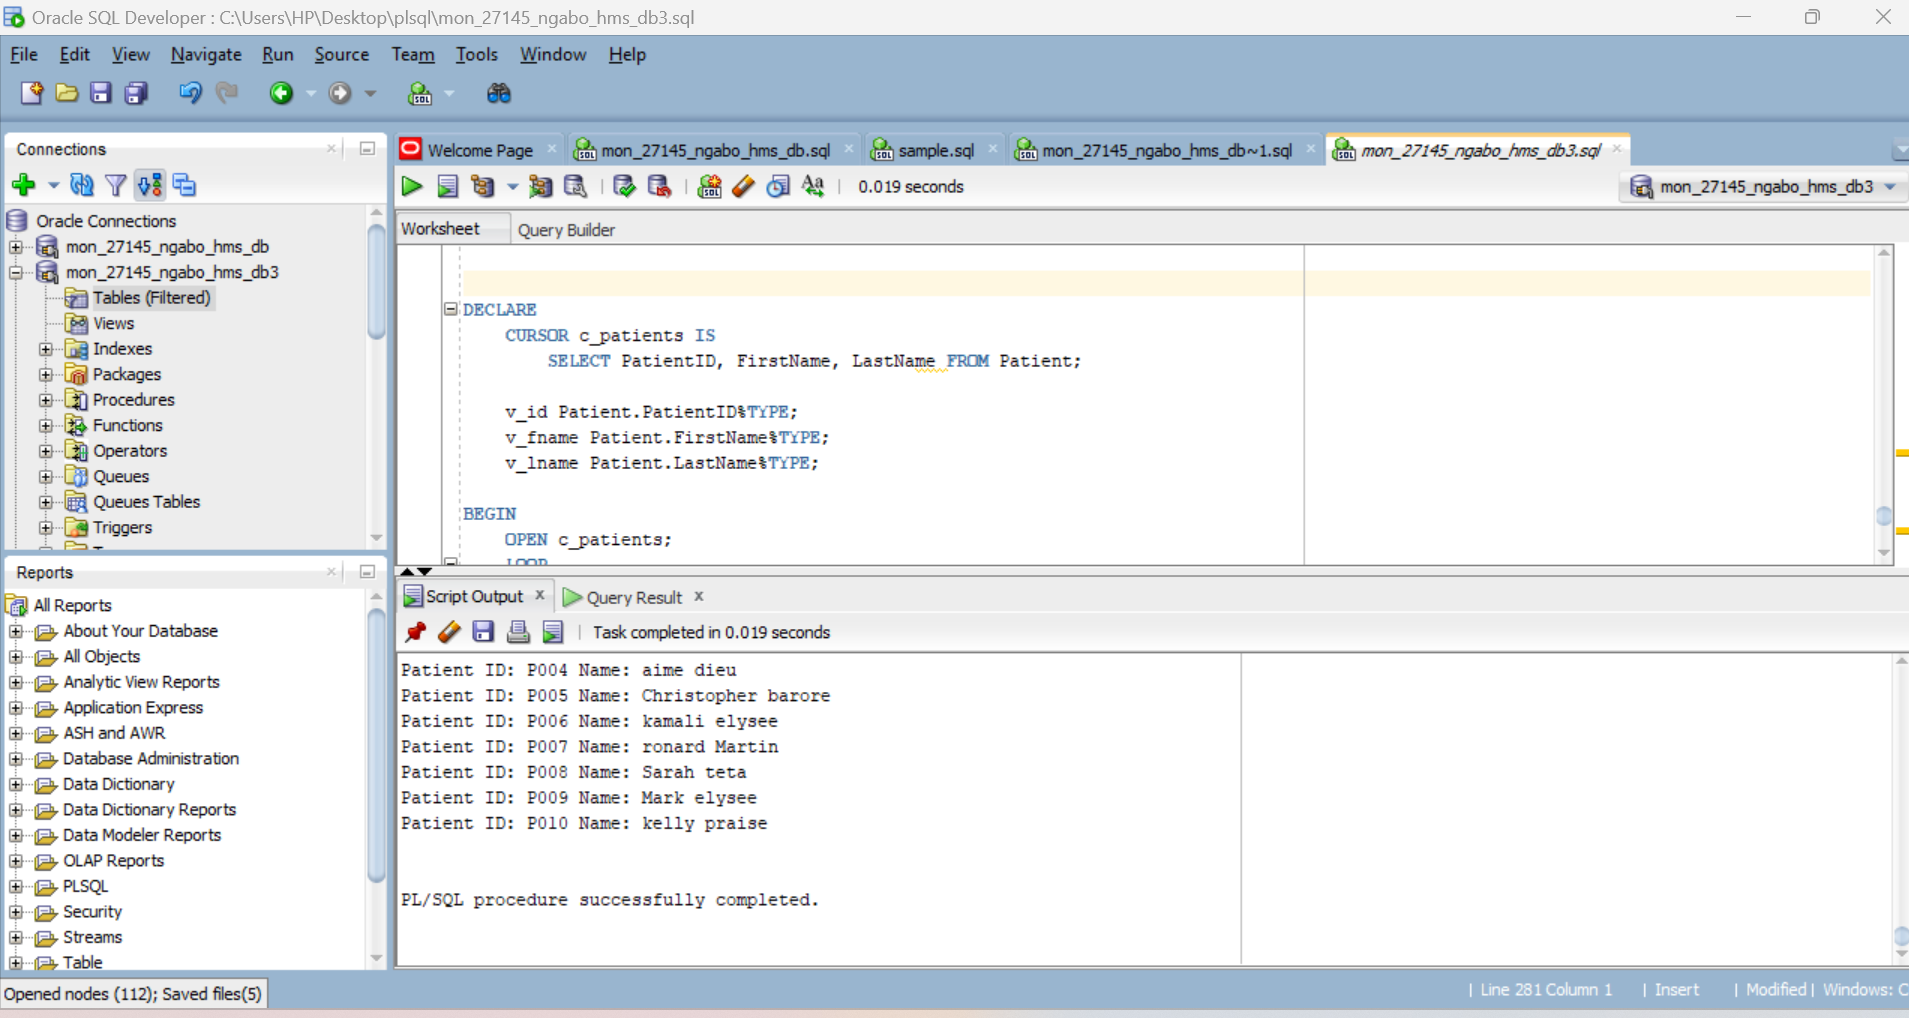 Oracle SQL Developer : C:\Users\HP\Desktop\plsql\mon_27145_ngabo_hms_db3.sql
File Edit View Navigate Run Source Team Tools Window Help
Connections
Oracle Connections
mon_27145_ngabo_hms_db
mon_27145_ngabo_hms_db3
Tables (Filtered)
Views
Indexes
Packages
Procedures
Functions
Operators
Queues
Queues Tables
Triggers
Reports
All Reports
About Your Database
All Objects
Analytic View Reports
Application Express
ASH and AWR
Database Administration
Data Dictionary
Data Dictionary Reports
Data Modeler Reports
OLAP Reports
PLSQL
Security
Streams
Table
Welcome Page mon_27145_ngabo_hms_db.sql sample.sql mon_27145_ngabo_hms_db~1.sql mon_27145_ngabo_hms_db3.sql
0.019 seconds mon_27145_ngabo_hms_db3
Worksheet Query Builder
DECLARE
CURSOR c_patients IS
SELECT PatientID, FirstName, LastName FROM Patient;
v_id Patient.PatientID%TYPE;
v_fname Patient.FirstName%TYPE;
v_lname Patient.LastName%TYPE;
BEGIN
OPEN c_patients;
LOOP
Script Output Query Result
Task completed in 0.019 seconds
Patient ID: P004 Name: aime dieu
Patient ID: P005 Name: Christopher barore
Patient ID: P006 Name: kamali elysee
Patient ID: P007 Name: ronard Martin
Patient ID: P008 Name: Sarah teta
Patient ID: P009 Name: Mark elysee
Patient ID: P010 Name: kelly praise
PL/SQL procedure successfully completed.
Opened nodes (112); Saved files(5)
| Line 281 Column 1 | Insert | Modified | Windows: C